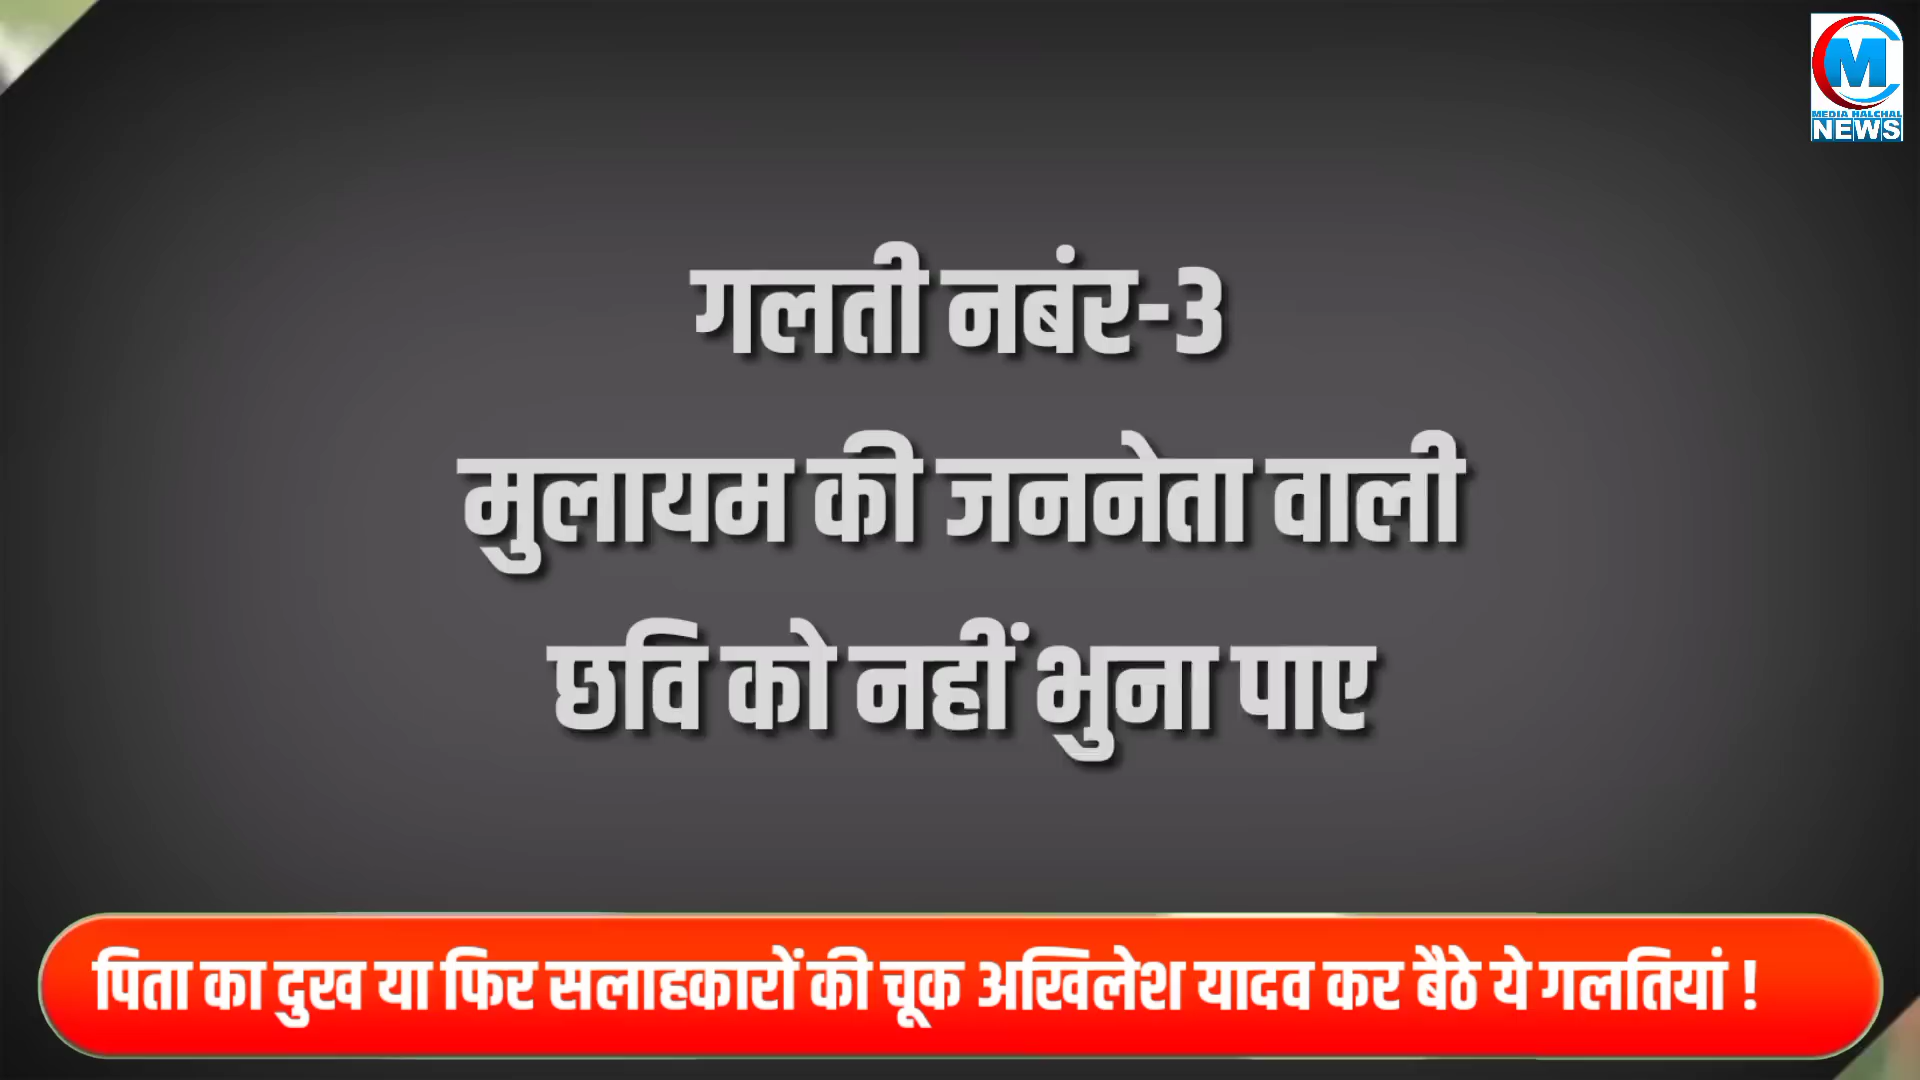 MEDIA HALCHAL
NEWS
गलती नबंर-3
मुलायम की जननेता वाली
छवि को नहीं भुना पाए
पिता का दुख या फिर सलाहकारों की चूक अखिलेश यादव कर बैठे ये गलतियां !